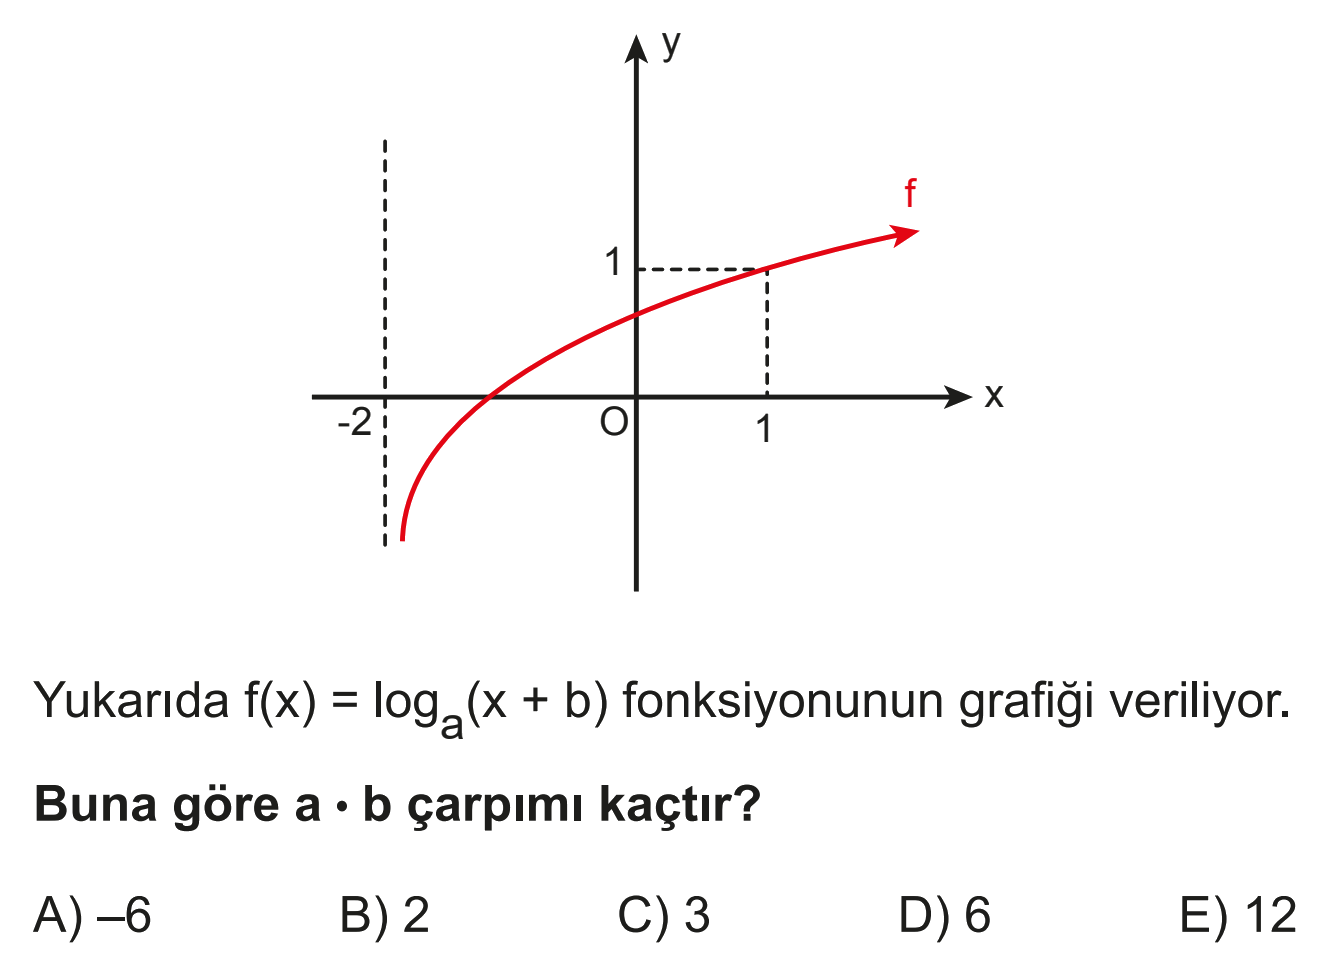 y
f
1
x
-2
O
1
Yukarıda f(x) = logₐ(x + b) fonksiyonunun grafiği veriliyor.
Buna göre a • b çarpımı kaçtır?
A) –6 B) 2 C) 3 D) 6 E) 12